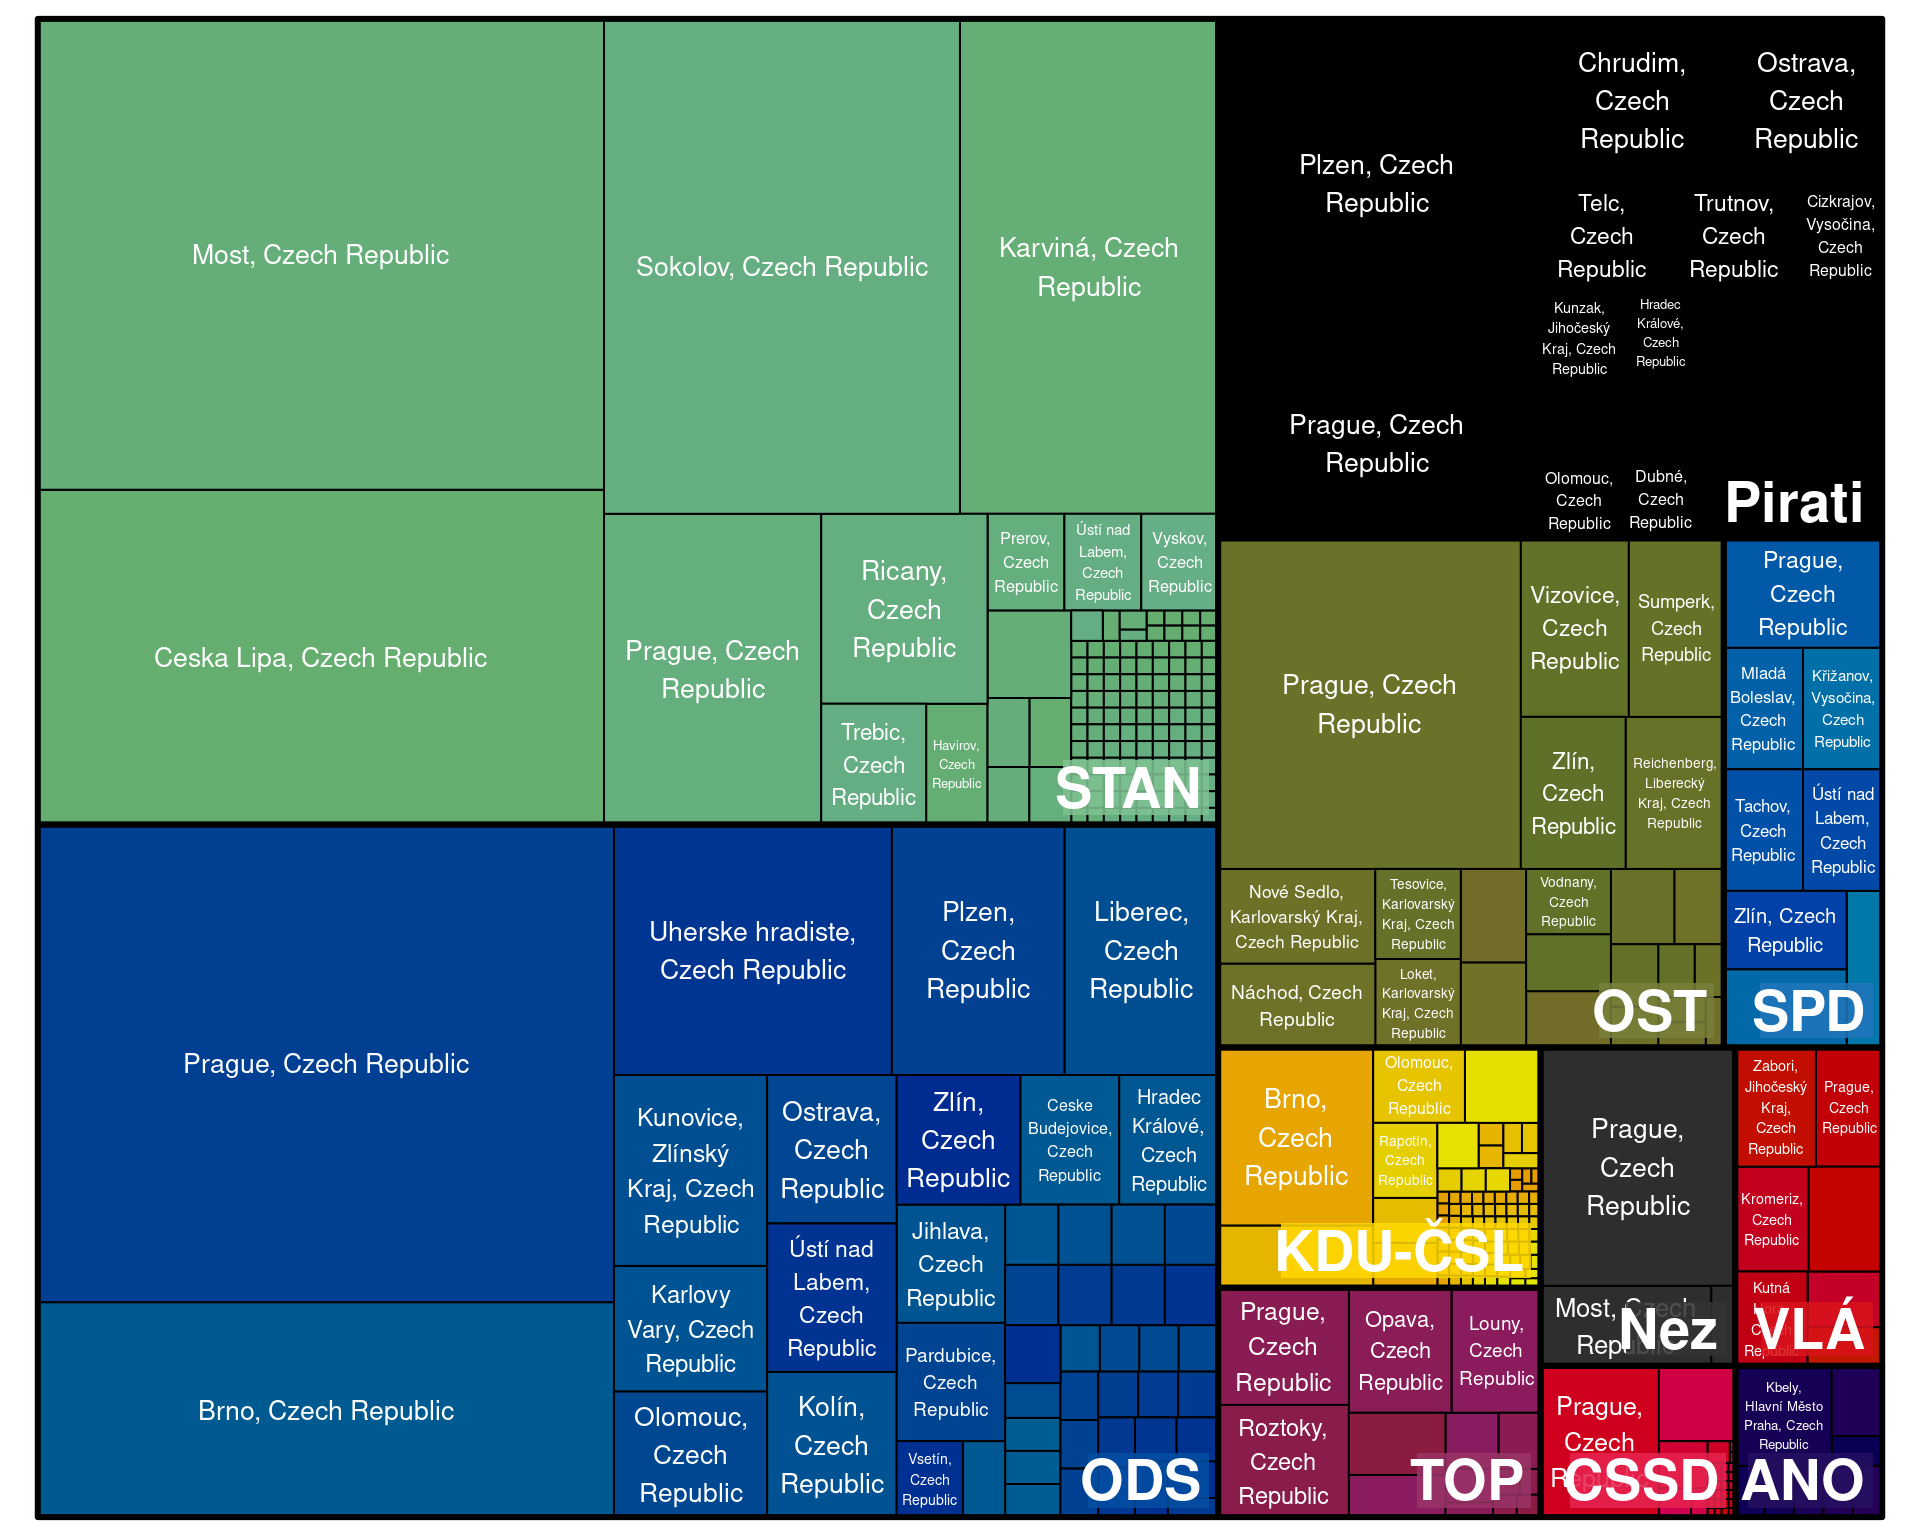 Most, Czech Republic
Ceska Lipa, Czech Republic
Sokolov, Czech Republic
Karviná, Czech
Republic
Prague, Czech
Republic
Ricany,
Czech
Republic
Trebic,
Czech
Republic
Havirov,
Czech
Republic
Prerov,
Czech
Republic
Ústí nad
Labem,
Czech
Republic
Vyskov,
Czech
Republic
STAN
Prague, Czech Republic
Brno, Czech Republic
Uherske hradiste,
Czech Republic
Plzen,
Czech
Republic
Liberec,
Czech
Republic
Kunovice,
Zlínský
Kraj, Czech
Republic
Karlovy
Vary, Czech
Republic
Olomouc,
Czech
Republic
Ostrava,
Czech
Republic
Ústí nad
Labem,
Czech
Republic
Kolín,
Czech
Republic
Zlín,
Czech
Republic
Ceske
Budejovice,
Czech
Republic
Hradec
Králové,
Czech
Republic
Jihlava,
Czech
Republic
Pardubice,
Czech
Republic
Vsetín,
Czech
Republic
ODS
Plzen, Czech
Republic
Prague, Czech
Republic
Chrudim,
Czech
Republic
Ostrava,
Czech
Republic
Telc,
Czech
Republic
Trutnov,
Czech
Republic
Cizkrajov,
Vysočina,
Czech
Republic
Kunzak,
Jihočeský
Kraj, Czech
Republic
Hradec
Králové,
Czech
Republic
Olomouc,
Czech
Republic
Dubné,
Czech
Republic
Pirati
Prague, Czech
Republic
Vizovice,
Czech
Republic
Sumperk,
Czech
Republic
Zlín,
Czech
Republic
Reichenberg,
Liberecký
Kraj, Czech
Republic
Nové Sedlo,
Karlovarský Kraj,
Czech Republic
Náchod, Czech
Republic
Tesovice,
Karlovarský
Kraj, Czech
Republic
Loket,
Karlovarský
Kraj, Czech
Republic
Vodnany,
Czech
Republic
OST
Prague,
Czech
Republic
Mladá
Boleslav,
Czech
Republic
Křižanov,
Vysočina,
Czech
Republic
Tachov,
Czech
Republic
Ústí nad
Labem,
Czech
Republic
Zlín, Czech
Republic
SPD
Brno,
Czech
Republic
Olomouc,
Czech
Republic
Rapotín,
Czech
Republic
KDU-ČSL
Prague,
Czech
Republic
Most, Czech
Republic
Nez
Zabori,
Jihočeský
Kraj,
Czech
Republic
Prague,
Czech
Republic
Kromeriz,
Czech
Republic
Kutná
Hora,
Czech
Republic
VLÁ
Prague,
Czech
Republic
Roztoky,
Czech
Republic
Opava,
Czech
Republic
Louny,
Czech
Republic
TOP
Prague,
Czech
Republic
CSSD
Kbely,
Hlavní Město
Praha, Czech
Republic
ANO